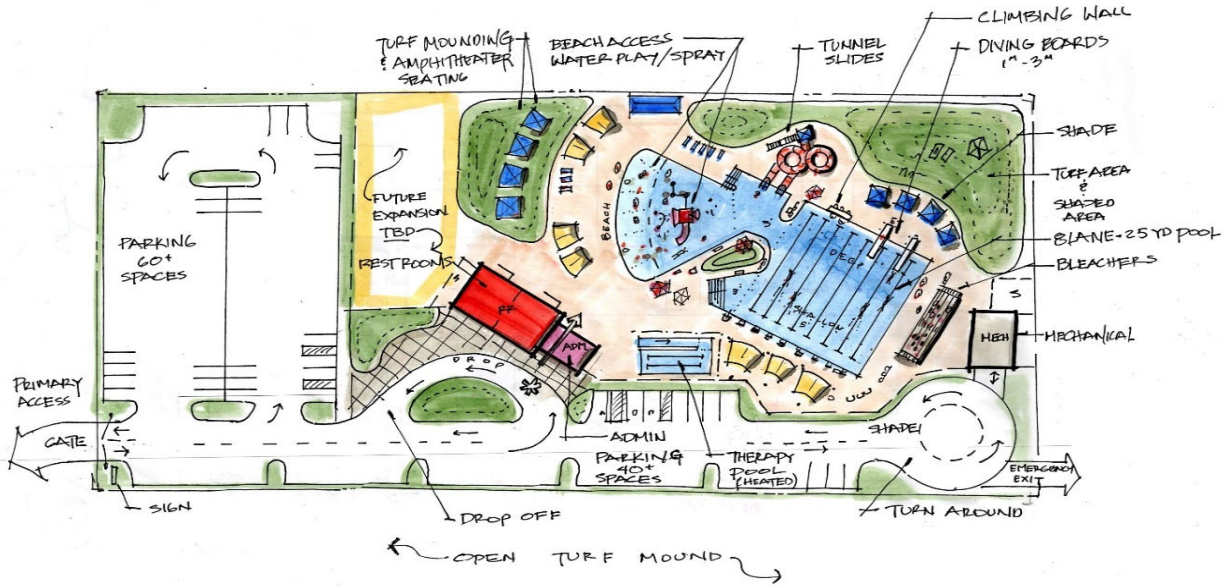 CLIMBING WALL
TURF MOUNDING
& AMPHITHEATER
SEATING
BEACH ACCESS
WATER PLAY/SPRAY
TUNNEL
SLIDES
DIVING BOARDS
1M - 3M
SHADE
TURF AREA
&
SHADED
AREA
8 LANE - 25 YD POOL
BLEACHERS
MECHANICAL
MECH
FUTURE
EXPANSION
TBD
RESTROOMS
PARKING
60+
SPACES
BEACH
DEEP
SHALLOW
5
RR
ADM
DROP
PRIMARY
ACCESS
GATE
SIGN
DROP OFF
ADMIN
PARKING
40+
SPACES
THERAPY
POOL
(HEATED)
SHADE
TURN AROUND
EMERGENCY
EXIT
OPEN TURF MOUND